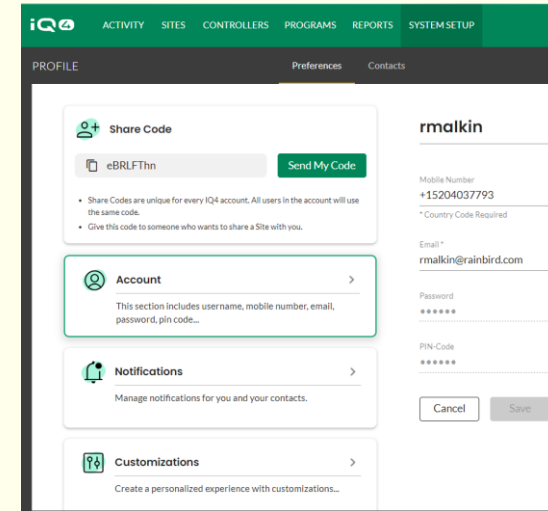 iQ4 ACTIVITY SITES CONTROLLERS PROGRAMS REPORTS SYSTEM SETUP
PROFILE Preferences Contacts
Share Code
eBRLFThn Send My Code
• Share Codes are unique for every IQ4 account. All users in the account will use
the same code.
• Give this code to someone who wants to share a Site with you.
Account
This section includes username, mobile number, email,
password, pin code...
Notifications
Manage notifications for you and your contacts.
Customizations
Create a personalized experience with customizations...
rmalkin
Mobile Number
+15204037793
* Country Code Required
Email *
rmalkin@rainbird.com
Password
••••••
PIN-Code
••••••
Cancel Save